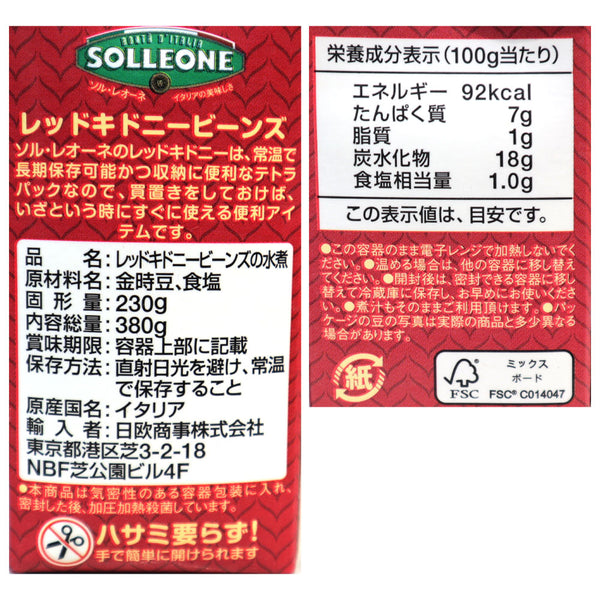 SOLLEONE
ソル・レオーネ イタリアの美味しさ
レッドキドニービーンズ
ソル・レオーネのレッドキドニーは、常温で
長期保存可能かつ収納に便利なテトラ
パックなので、買置きをしておけば、
いざという時にすぐに使える便利アイ
テムです。
品名:レッドキドニービーンズの水煮
原材料名:金時豆、食塩
固形量:230g
内容総量:380g
賞味期限:容器上部に記載
保存方法:直射日光を避け、常温
で保存すること
原産国名:イタリア
輸入者:日欧商事株式会社
東京都港区芝3-2-18
NBF芝公園ビル4F
●本商品は気密性のある容器包装に入れ、
密封した後、加圧加熱殺菌しています。
ハサミ要らず!
手で簡単に開けられます
栄養成分表示(100g当たり)
エネルギー 92kcal
たんぱく質 7g
脂質 1g
炭水化物 18g
食塩相当量 1.0g
この表示値は、目安です。
●この容器のまま電子レンジで加熱しないでく
ださい。●温める場合は、他の容器に移し替え
てください。●開封後は、密封できる容器に移し
替えて冷蔵庫に保存し、お早めにお使いくださ
い。●煮汁もそのままご利用頂けます。●パッ
ケージの豆の写真は実際の商品と多少異なる
場合があります。
紙
FSC
ミックス
ボード
FSC® C014047